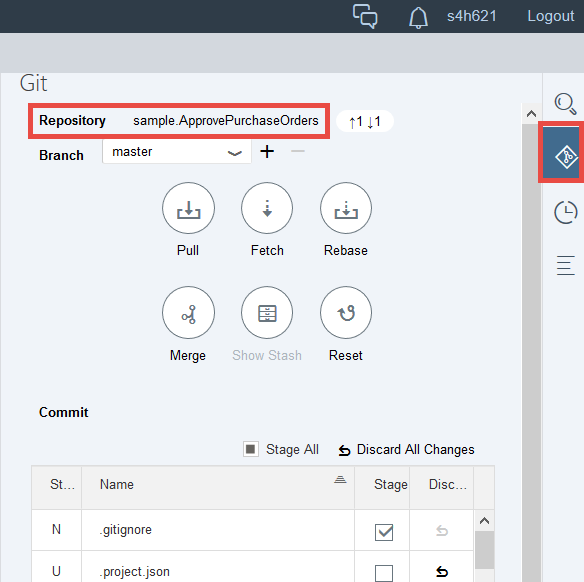 s4h621 Logout
Git
Repository sample.ApprovePurchaseOrders ↑1 ↓1
Branch master + −
Pull Fetch Rebase
Merge Show Stash Reset
Commit
Stage All Discard All Changes
St... Name Stage Disc...
N .gitignore
U .project.json